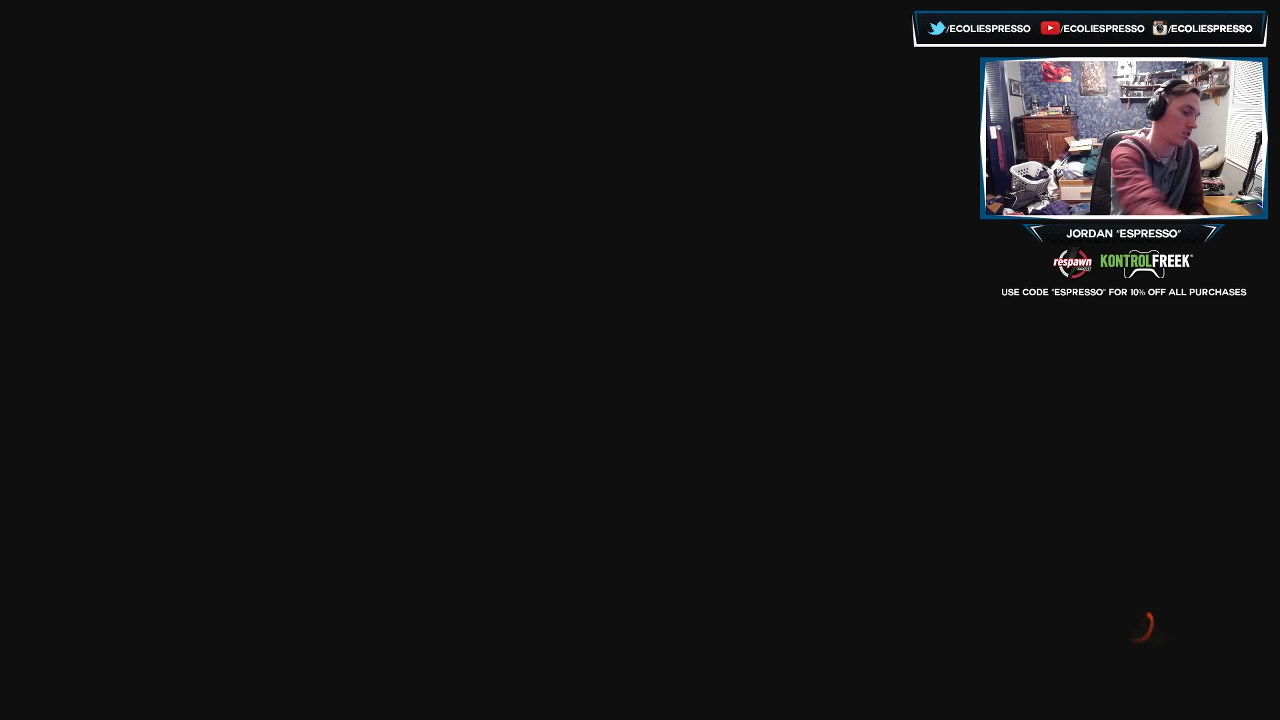 /ECOLIESPRESSO /ECOLIESPRESSO /ECOLIESPRESSO
JORDAN "ESPRESSO"
respawn KONTROLFREEK
USE CODE "ESPRESSO" FOR 10% OFF ALL PURCHASES